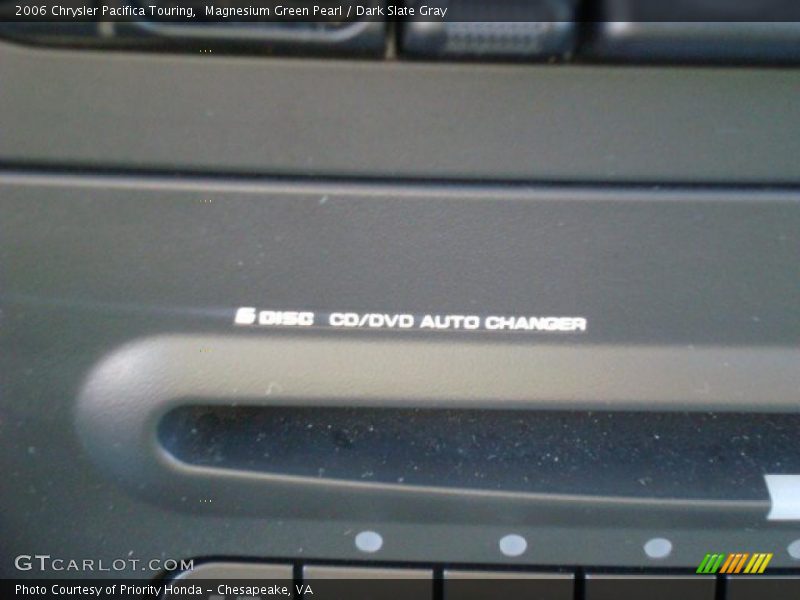 2006 Chrysler Pacifica Touring,  Magnesium Green Pearl / Dark Slate Gray
6 DISC CD/DVD AUTO CHANGER
GTCARLOT.COM
Photo Courtesy of Priority Honda - Chesapeake, VA